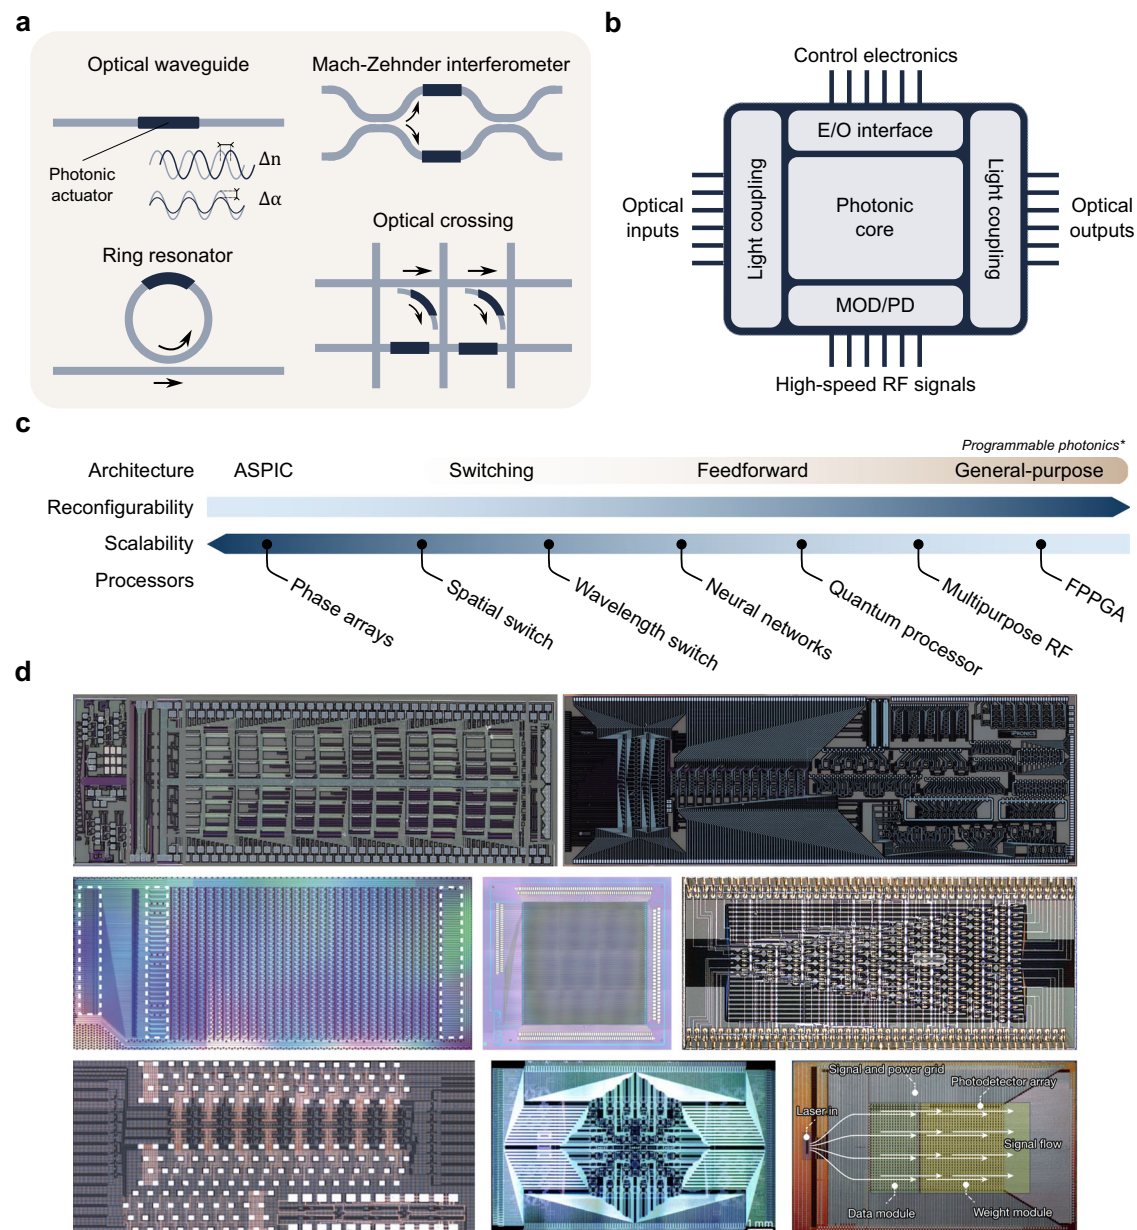 a
Optical waveguide
Photonic
actuator
Δn
Δα
Mach-Zehnder interferometer
Ring resonator
Optical crossing
b
Control electronics
E/O interface
Light coupling
Photonic
core
Light coupling
MOD/PD
Optical
inputs
Optical
outputs
High-speed RF signals
c
Programmable photonics*
Architecture
ASPIC
Switching
Feedforward
General-purpose
Reconfigurability
Scalability
Processors
Phase arrays
Spatial switch
Wavelength switch
Neural networks
Quantum processor
Multipurpose RF
FPPGA
d
iPRONICS
1 mm
Signal and power grid
Photodetector array
Laser in
Signal flow
Data module
Weight module